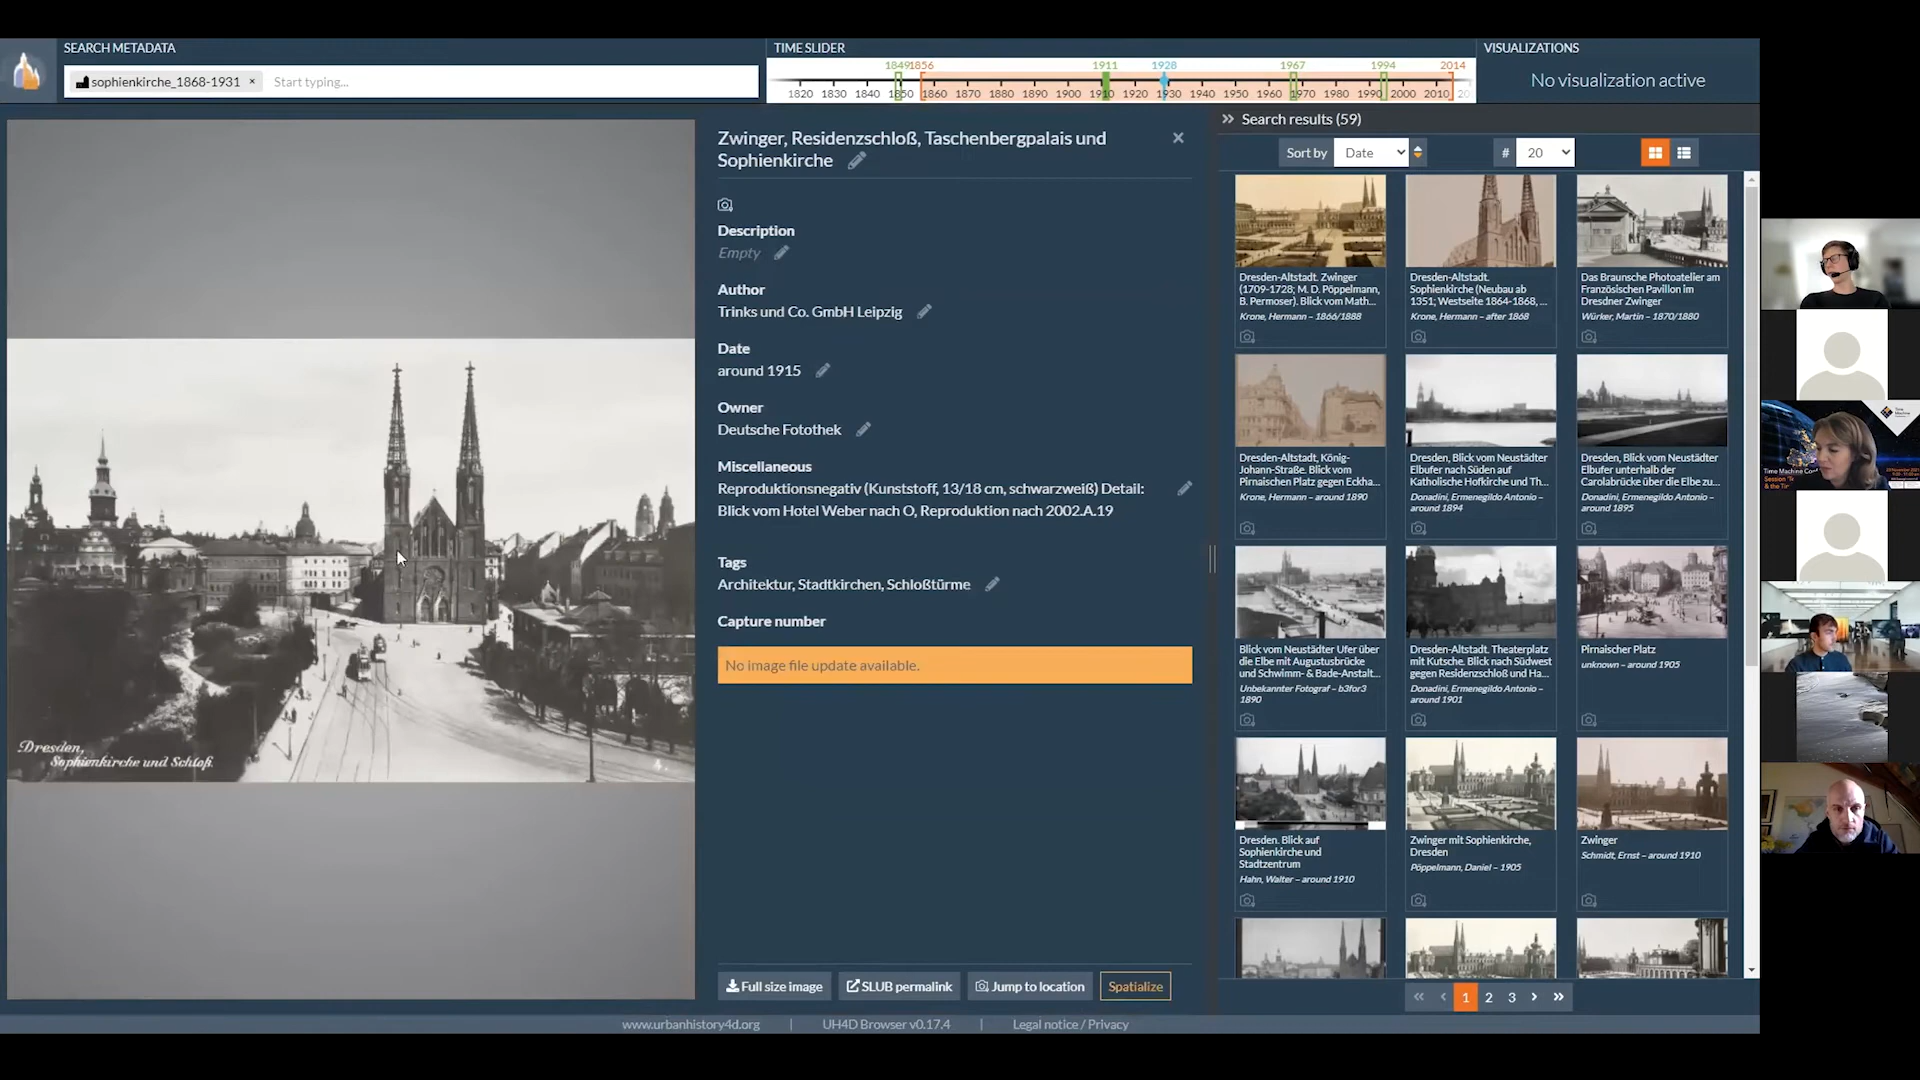 SEARCH METADATA
sophienkirche_1868-1931 ×
Start typing...
TIME SLIDER
1849 1856 1911 1928 1967 1994 2014
1820 1830 1840 1850 1860 1870 1880 1890 1900 1910 1920 1930 1940 1950 1960 1970 1980 1990 2000 2010
VISUALIZATIONS
No visualization active
Dresden,
Sophienkirche und Schloß.
Zwinger, Residenzschloß, Taschenbergpalais und
Sophienkirche
Description
Empty
Author
Trinks und Co. GmbH Leipzig
Date
around 1915
Owner
Deutsche Fotothek
Miscellaneous
Reproduktionsnegativ (Kunststoff, 13/18 cm, schwarzweiß) Detail:
Blick vom Hotel Weber nach O, Reproduktion nach 2002.A.19
Tags
Architektur, Stadtkirchen, Schloßtürme
Capture number
No image file update available.
Full size image
SLUB permalink
Jump to location
Spatialize
Search results (59)
Sort by
Date
#
20
Dresden-Altstadt. Zwinger
(1709-1728; M. D. Pöppelmann,
B. Permoser). Blick vom Math...
Krone, Hermann – 1866/1888
Dresden-Altstadt.
Sophienkirche (Neubau ab
1351; Westseite 1864-1868, ...
Krone, Hermann – after 1868
Das Braunsche Photoatelier am
Französischen Pavillon im
Dresdner Zwinger
Würker, Martin – 1870/1880
Dresden-Altstadt, König-
Johann-Straße. Blick vom
Pirnaischen Platz gegen Eckha...
Krone, Hermann – around 1890
Dresden, Blick vom Neustädter
Elbufer nach Süden auf
Katholische Hofkirche und Th...
Donadini, Ermenegildo Antonio –
around 1894
Dresden, Blick vom Neustädter
Elbufer unterhalb der
Carolabrücke über die Elbe zu...
Donadini, Ermenegildo Antonio –
around 1895
Blick vom Neustädter Ufer über
die Elbe mit Augustusbrücke
und Schwimm- & Bade-Anstalt...
Unbekannter Fotograf – b3for3
1890
Dresden-Altstadt. Theaterplatz
mit Kutsche. Blick nach Südwest
gegen Residenzschloß und Ha...
Donadini, Ermenegildo Antonio –
around 1901
Pirnaischer Platz
unknown – around 1905
Dresden. Blick auf
Sophienkirche und
Stadtzentrum
Hahn, Walter – around 1910
Zwinger mit Sophienkirche,
Dresden
Pöppelmann, Daniel – 1905
Zwinger
Schmidt, Ernst – around 1910
« ‹ 1 2 3 › »
www.urbanhistory4d.org | UH4D Browser v0.17.4 | Legal notice / Privacy